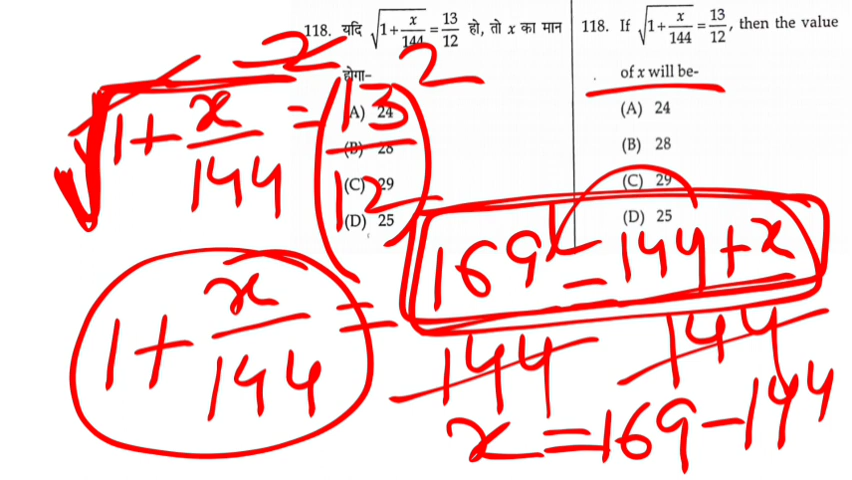 118. यदि √1+x/144 = 13/12 हो, तो x का मान
होगा-
(A) 24
(B) 28
(C) 29
(D) 25
118. If √1+x/144 = 13/12, then the value
of x will be-
(A) 24
(B) 28
(C) 29
(D) 25
√1+x/144 = (13/12)²
1+x/144 = 169/144 = 144+x/144
x=169-144